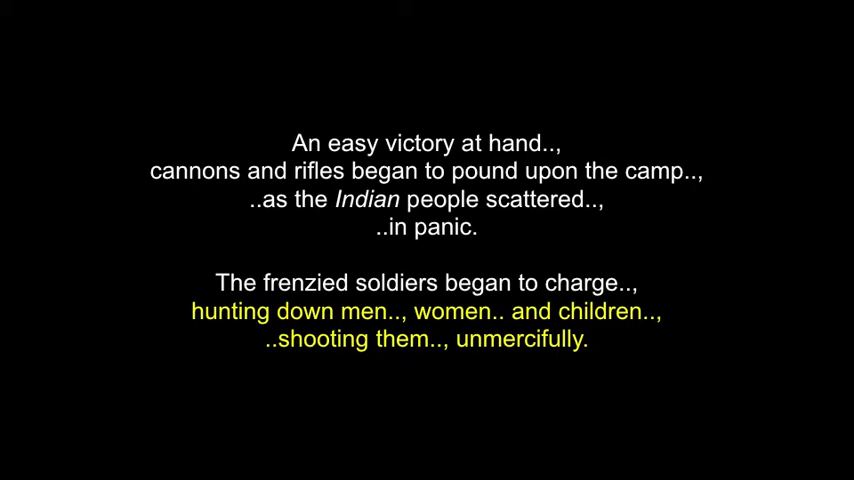 An easy victory at hand..,
cannons and rifles began to pound upon the camp..,
..as the Indian people scattered..,
..in panic.
The frenzied soldiers began to charge..,
hunting down men.., women.. and children..,
..shooting them.., unmercifully.